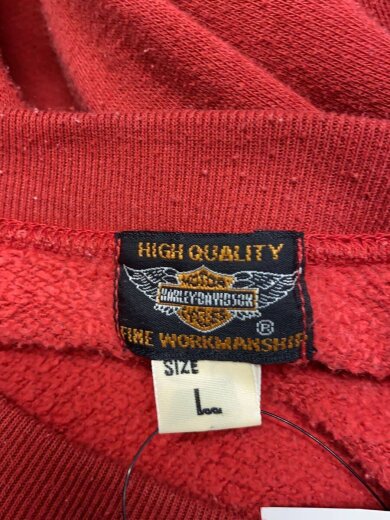 HIGH QUALITY
MOTOR
HARLEY-DAVIDSON
CYCLES
®
FINE WORKMANSHIP
SIZE
L